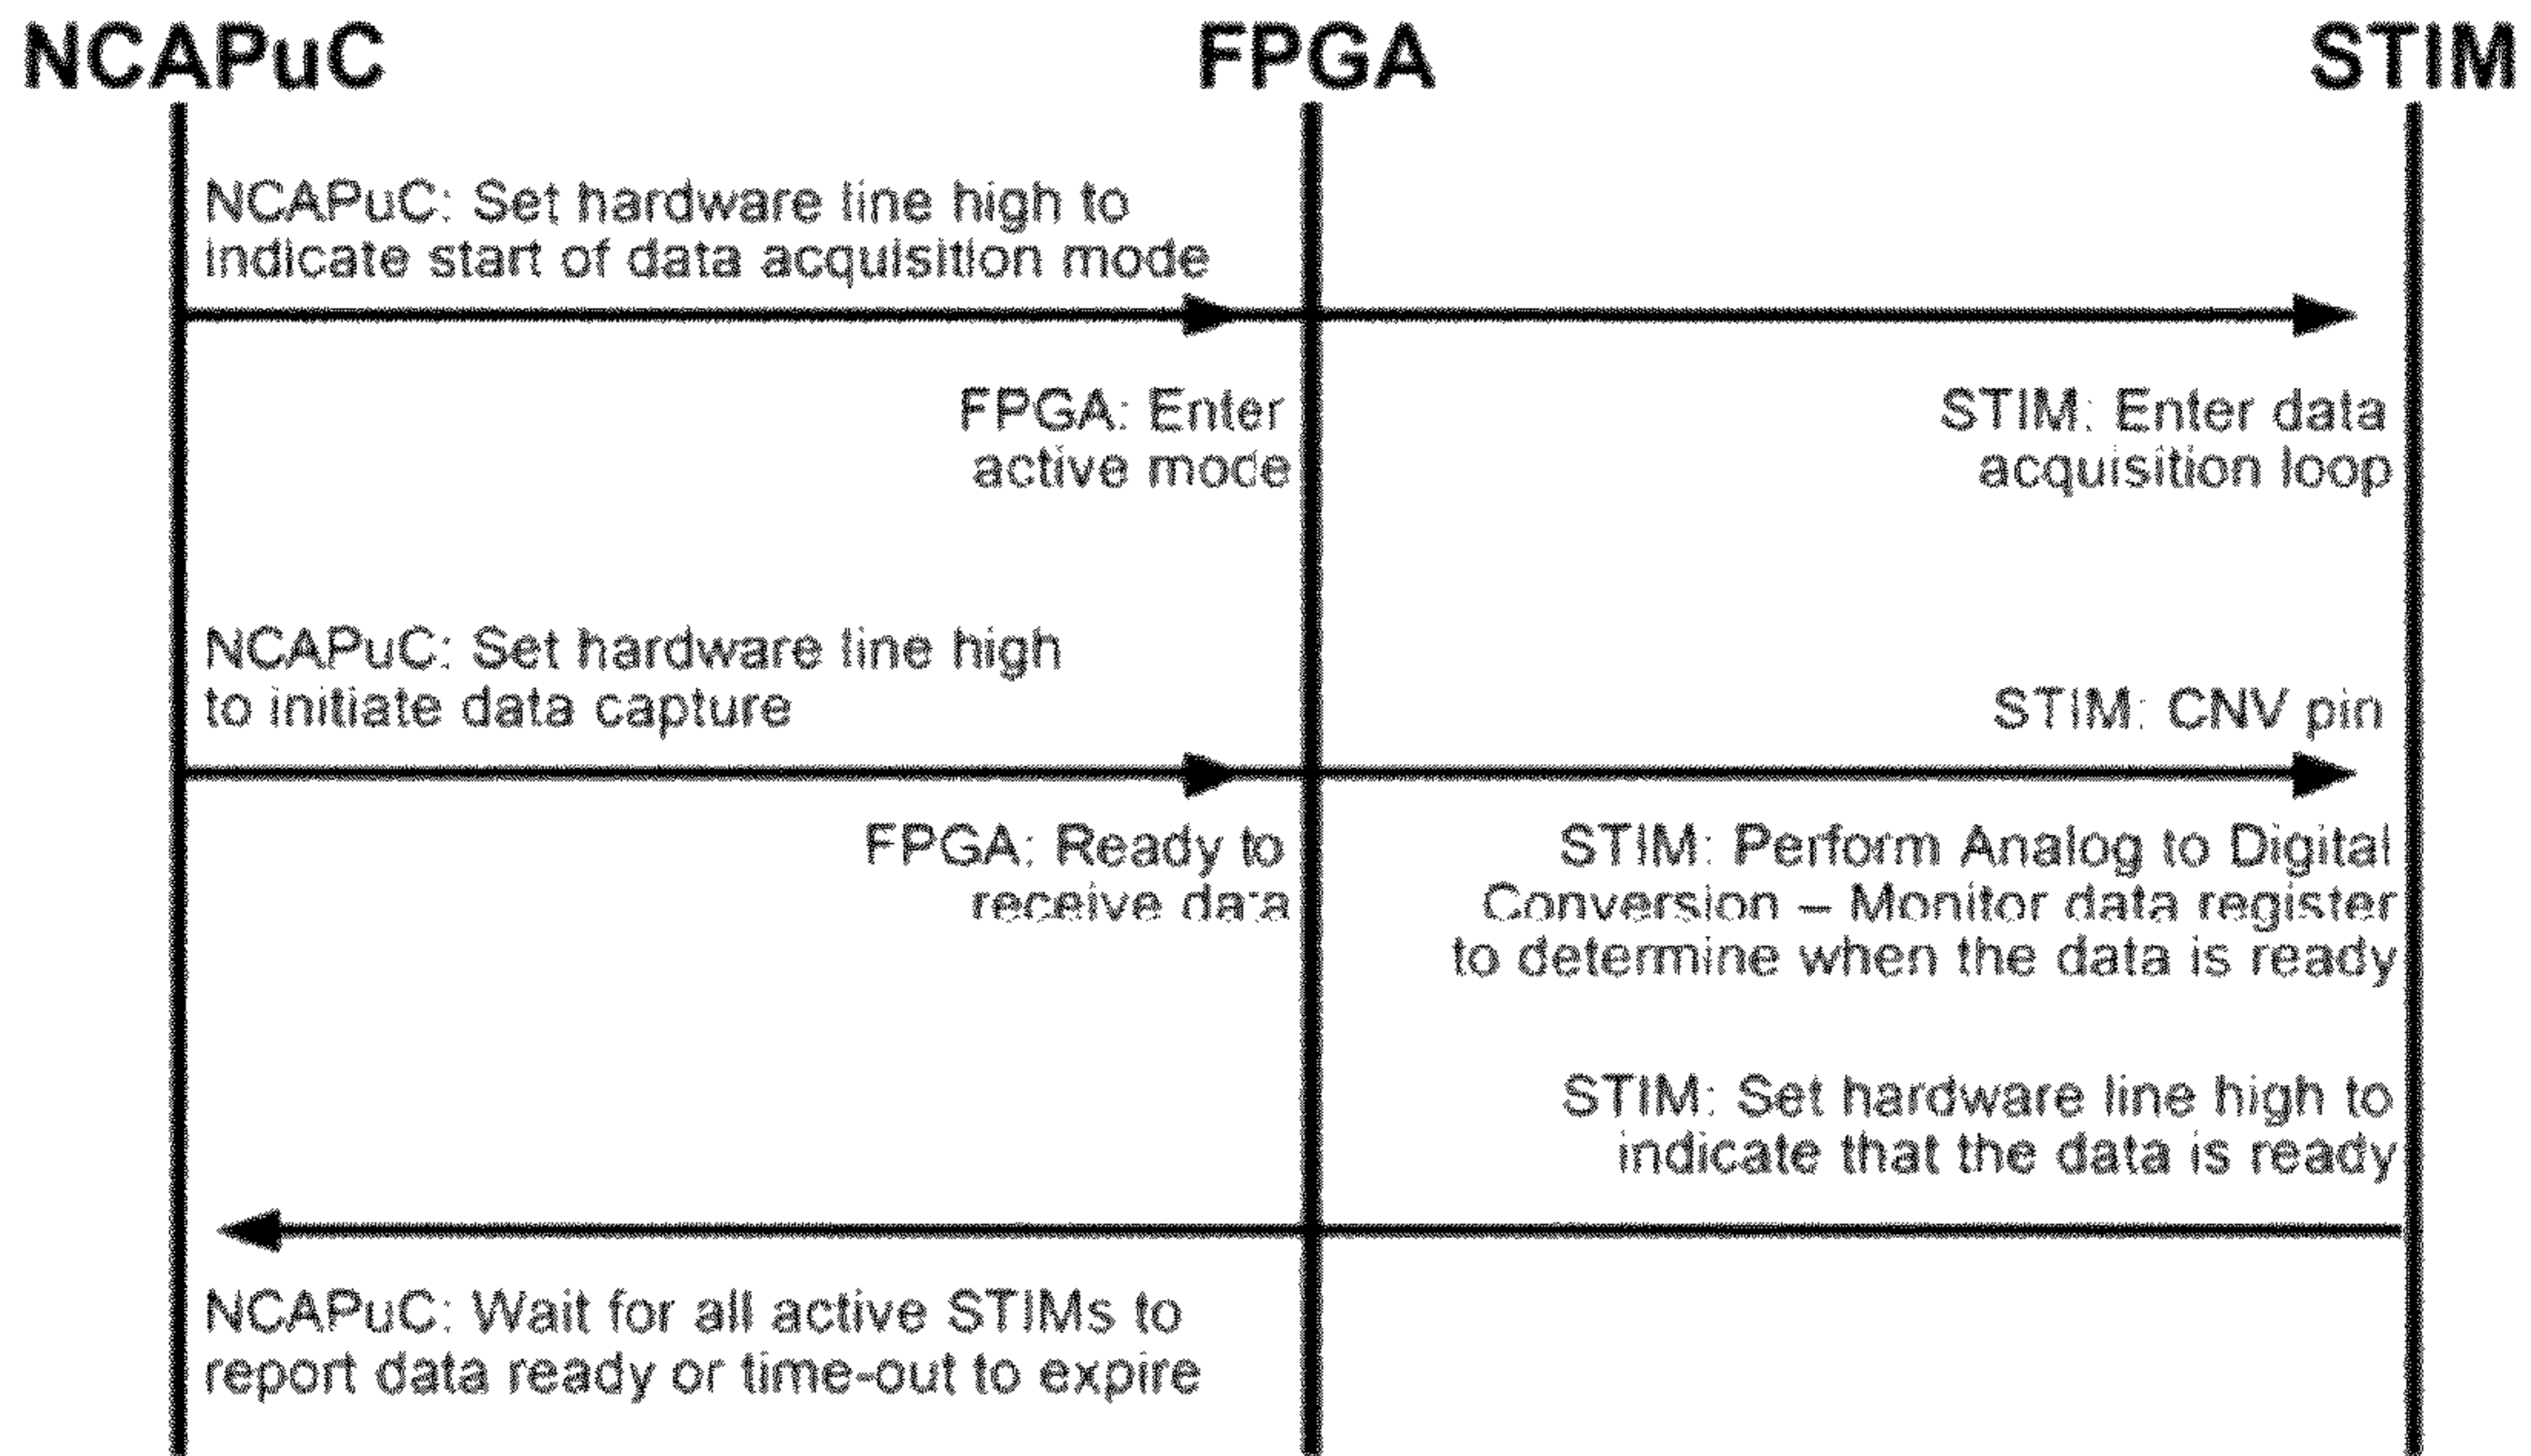 NCAPuC
FPGA
STIM
NCAPuC: Set hardware line high to
indicate start of data acquisition mode
FPGA: Enter
active mode
STIM: Enter data
acquisition loop
NCAPuC: Set hardware line high
to initiate data capture
STIM: CNV pin
FPGA: Ready to
receive data
STIM: Perform Analog to Digital
Conversion – Monitor data register
to determine when the data is ready
STIM: Set hardware line high to
indicate that the data is ready
NCAPuC: Wait for all active STIMs to
report data ready or time-out to expire